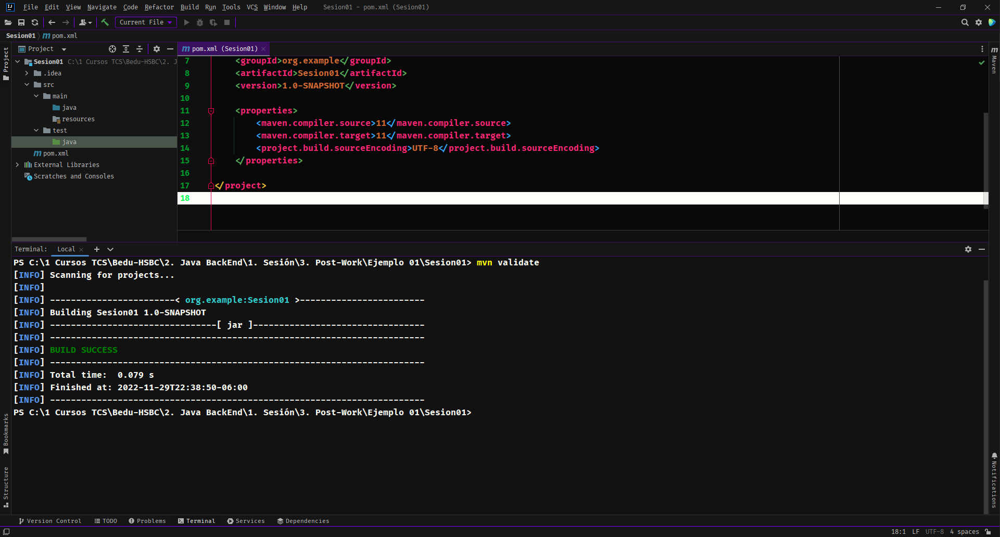 File Edit View Navigate Code Refactor Build Run Tools VCS Window Help Sesion01 - pom.xml (Sesion01)
Current File
Sesion01 pom.xml
Project
pom.xml (Sesion01)
Project
Maven
Sesion01 C:\1 Cursos TCS\Bedu-HSBC\2. J
.idea
src
main
java
resources
test
java
pom.xml
External Libraries
Scratches and Consoles
7 <groupId>org.example</groupId>
8 <artifactId>Sesion01</artifactId>
9 <version>1.0-SNAPSHOT</version>
10
11 <properties>
12 <maven.compiler.source>11</maven.compiler.source>
13 <maven.compiler.target>11</maven.compiler.target>
14 <project.build.sourceEncoding>UTF-8</project.build.sourceEncoding>
15 </properties>
16
17 </project>
18
Terminal: Local
PS C:\1 Cursos TCS\Bedu-HSBC\2. Java BackEnd\1. Sesión\3. Post-Work\Ejemplo 01\Sesion01> mvn validate
[INFO] Scanning for projects...
[INFO]
[INFO] ------------------------< org.example:Sesion01 >------------------------
[INFO] Building Sesion01 1.0-SNAPSHOT
[INFO] --------------------------------[ jar ]---------------------------------
[INFO] ------------------------------------------------------------------------
[INFO] BUILD SUCCESS
[INFO] ------------------------------------------------------------------------
[INFO] Total time:  0.079 s
[INFO] Finished at: 2022-11-29T22:38:50-06:00
[INFO] ------------------------------------------------------------------------
PS C:\1 Cursos TCS\Bedu-HSBC\2. Java BackEnd\1. Sesión\3. Post-Work\Ejemplo 01\Sesion01>
Bookmarks
Structure
Notifications
Version Control TODO Problems Terminal Services Dependencies
18:1 LF UTF-8 4 spaces